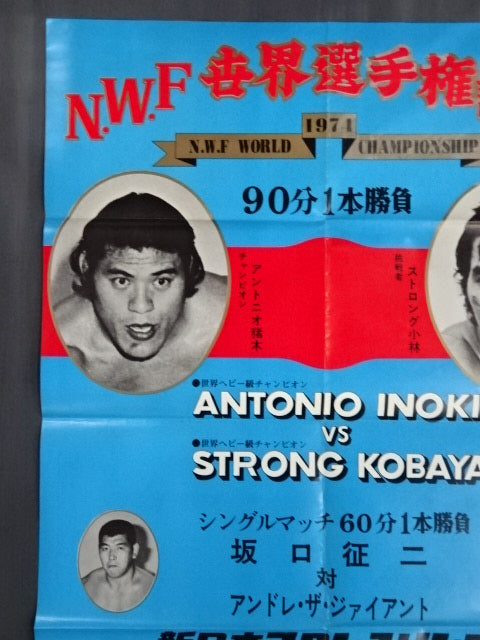 N.W.F 世界選手権
1974
N.W.F WORLD CHAMPIONSHIP
90分1本勝負
チャンピオン
アントニオ猪木
挑戦者
ストロング小林
●世界ヘビー級チャンピオン
ANTONIO INOKI
VS
●世界ヘビー級チャンピオン
STRONG KOBAYA
シングルマッチ60分1本勝負
坂口征二
対
アンドレ・ザ・ジャイアント